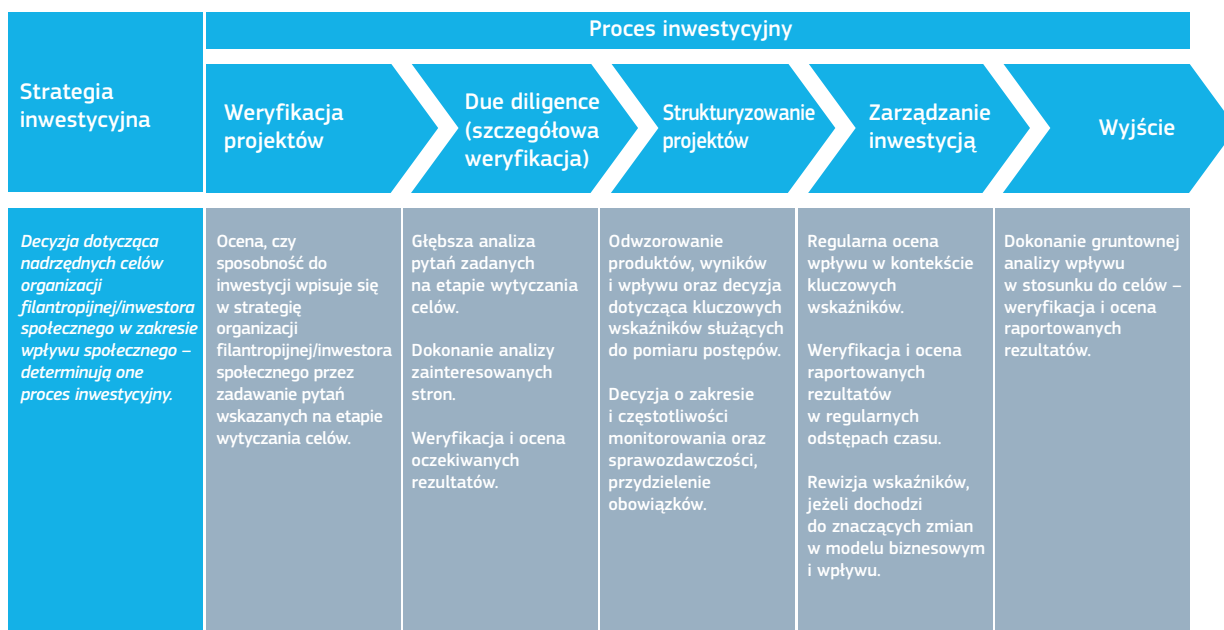 Proces inwestycyjny
Strategia
inwestycyjna
Weryfikacja
projektów
Due diligence
(szczegółowa
weryfikacja)
Strukturyzowanie
projektów
Zarządzanie
inwestycją
Wyjście
Decyzja dotycząca
nadrzędnych celów
organizacji
filantropijnej/inwestora
społecznego w zakresie
wpływu społecznego –
determinują one
proces inwestycyjny.
Ocena, czy
sposobność do
inwestycji wpisuje się
w strategię
organizacji
filantropijnej/inwestora
społecznego przez
zadawanie pytań
wskazanych na etapie
wytyczania celów.
Głębsza analiza
pytań zadanych
na etapie wytyczania
celów.
Dokonanie analizy
zainteresowanych
stron.
Weryfikacja i ocena
oczekiwanych
rezultatów.
Odwzorowanie
produktów, wyników
i wpływu oraz decyzja
dotycząca kluczowych
wskaźników służących
do pomiaru postępów.
Decyzja o zakresie
i częstotliwości
monitorowania oraz
sprawozdawczości,
przydzielenie
obowiązków.
Regularna ocena
wpływu w kontekście
kluczowych
wskaźników.
Weryfikacja i ocena
raportowanych
rezultatów
w regularnych
odstępach czasu.
Rewizja wskaźników,
jeżeli dochodzi
do znaczących zmian
w modelu biznesowym
i wpływu.
Dokonanie gruntownej
analizy wpływu
w stosunku do celów –
weryfikacja i ocena
raportowanych
rezultatów.